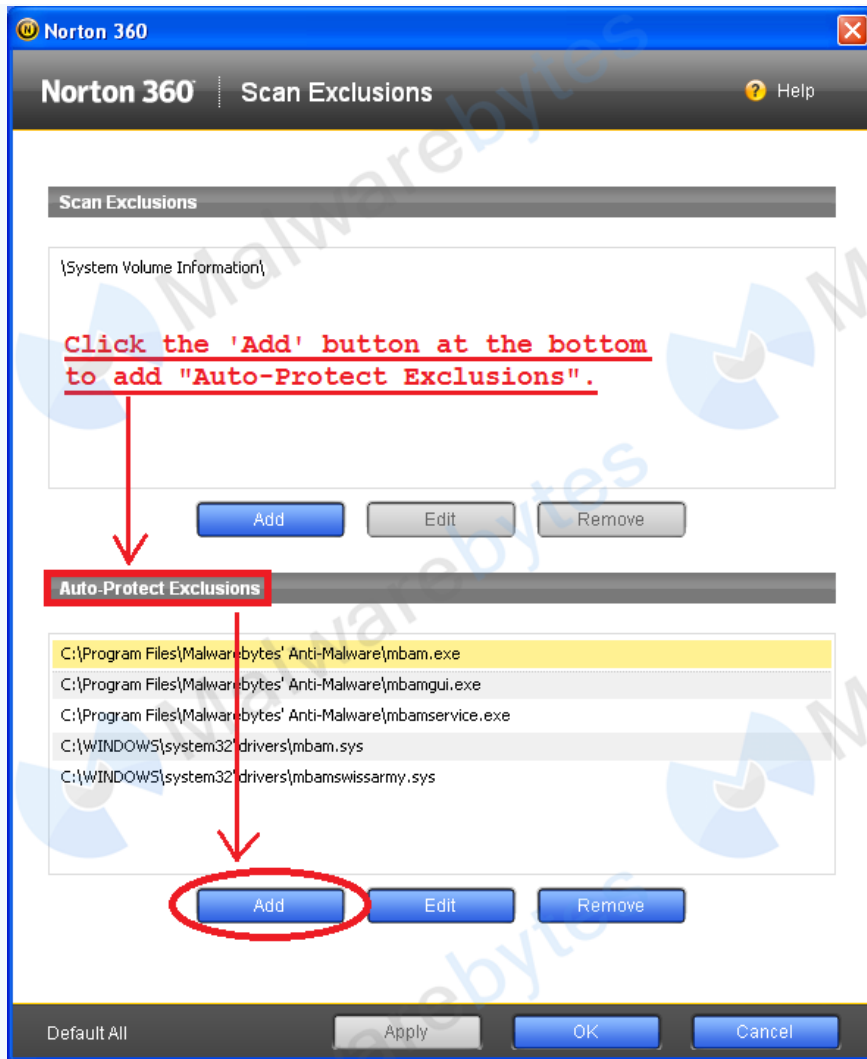 Norton 360
Norton 360 Scan Exclusions Help
Scan Exclusions
\System Volume Information\
Click the 'Add' button at the bottom
to add "Auto-Protect Exclusions".
Add Edit Remove
Auto-Protect Exclusions
C:\Program Files\Malwarebytes' Anti-Malware\mbam.exe
C:\Program Files\Malwarebytes' Anti-Malware\mbamgui.exe
C:\Program Files\Malwarebytes' Anti-Malware\mbamservice.exe
C:\WINDOWS\system32\drivers\mbam.sys
C:\WINDOWS\system32\drivers\mbamswissarmy.sys
Add Edit Remove
Default All Apply OK Cancel
Malwarebytes
Malwarebytes
Malwarebytes
M
M